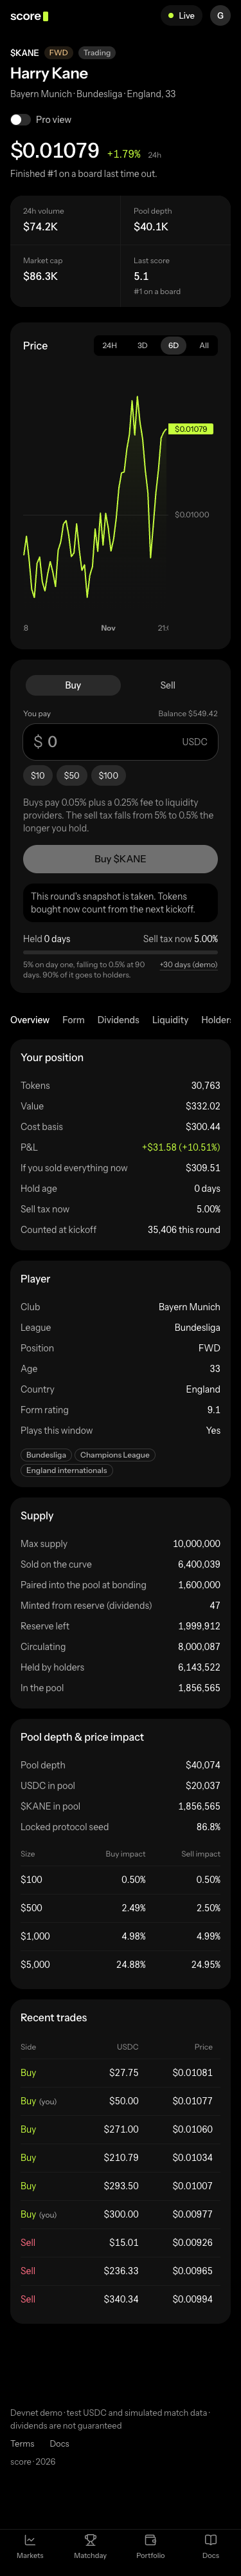 score
Live
G
$KANE FWD Trading
Harry Kane
Bayern Munich · Bundesliga · England, 33
Pro view
$0.01079 +1.79% 24h
Finished #1 on a board last time out.
24h volume
$74.2K
Pool depth
$40.1K
Market cap
$86.3K
Last score
5.1
#1 on a board
Price
24H 3D 6D All
$0.01079
$0.01000
8 Nov 21:
Buy Sell
You pay Balance $549.42
$ 0 USDC
$10 $50 $100
Buys pay 0.05% plus a 0.25% fee to liquidity
providers. The sell tax falls from 5% to 0.5% the
longer you hold.
Buy $KANE
This round's snapshot is taken. Tokens
bought now count from the next kickoff.
Held 0 days Sell tax now 5.00%
5% on day one, falling to 0.5% at 90
days. 90% of it goes to holders.
+30 days (demo)
Overview Form Dividends Liquidity Holders
Your position
Tokens 30,763
Value $332.02
Cost basis $300.44
P&L +$31.58 (+10.51%)
If you sold everything now $309.51
Hold age 0 days
Sell tax now 5.00%
Counted at kickoff 35,406 this round
Player
Club Bayern Munich
League Bundesliga
Position FWD
Age 33
Country England
Form rating 9.1
Plays this window Yes
Bundesliga Champions League
England internationals
Supply
Max supply 10,000,000
Sold on the curve 6,400,039
Paired into the pool at bonding 1,600,000
Minted from reserve (dividends) 47
Reserve left 1,999,912
Circulating 8,000,087
Held by holders 6,143,522
In the pool 1,856,565
Pool depth & price impact
Pool depth $40,074
USDC in pool $20,037
$KANE in pool 1,856,565
Locked protocol seed 86.8%
Size Buy impact Sell impact
$100 0.50% 0.50%
$500 2.49% 2.50%
$1,000 4.98% 4.99%
$5,000 24.88% 24.95%
Recent trades
Side USDC Price
Buy $27.75 $0.01081
Buy (you) $50.00 $0.01077
Buy $271.00 $0.01060
Buy $210.79 $0.01034
Buy $293.50 $0.01007
Buy (you) $300.00 $0.00977
Sell $15.01 $0.00926
Sell $236.33 $0.00965
Sell $340.34 $0.00994
Devnet demo · test USDC and simulated match data ·
dividends are not guaranteed
Terms Docs
score · 2026
Markets Matchday Portfolio Docs